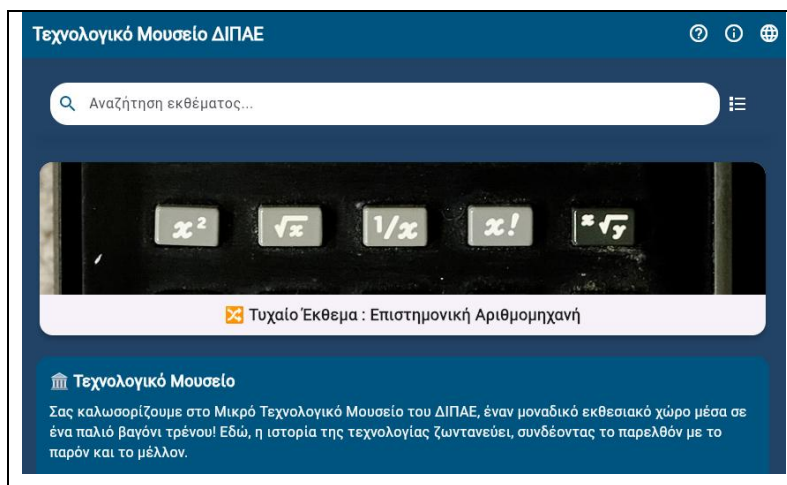 Τεχνολογικό Μουσείο ΔΙΠΑΕ
Αναζήτηση εκθέματος...
x² √x 1/x x! ˣ√y
🔀 Τυχαίο Έκθεμα : Επιστημονική Αριθμομηχανή
🏛️ Τεχνολογικό Μουσείο
Σας καλωσορίζουμε στο Μικρό Τεχνολογικό Μουσείο του ΔΙΠΑΕ, έναν μοναδικό εκθεσιακό χώρο μέσα σε
ένα παλιό βαγόνι τρένου! Εδώ, η ιστορία της τεχνολογίας ζωντανεύει, συνδέοντας το παρελθόν με το
παρόν και το μέλλον.